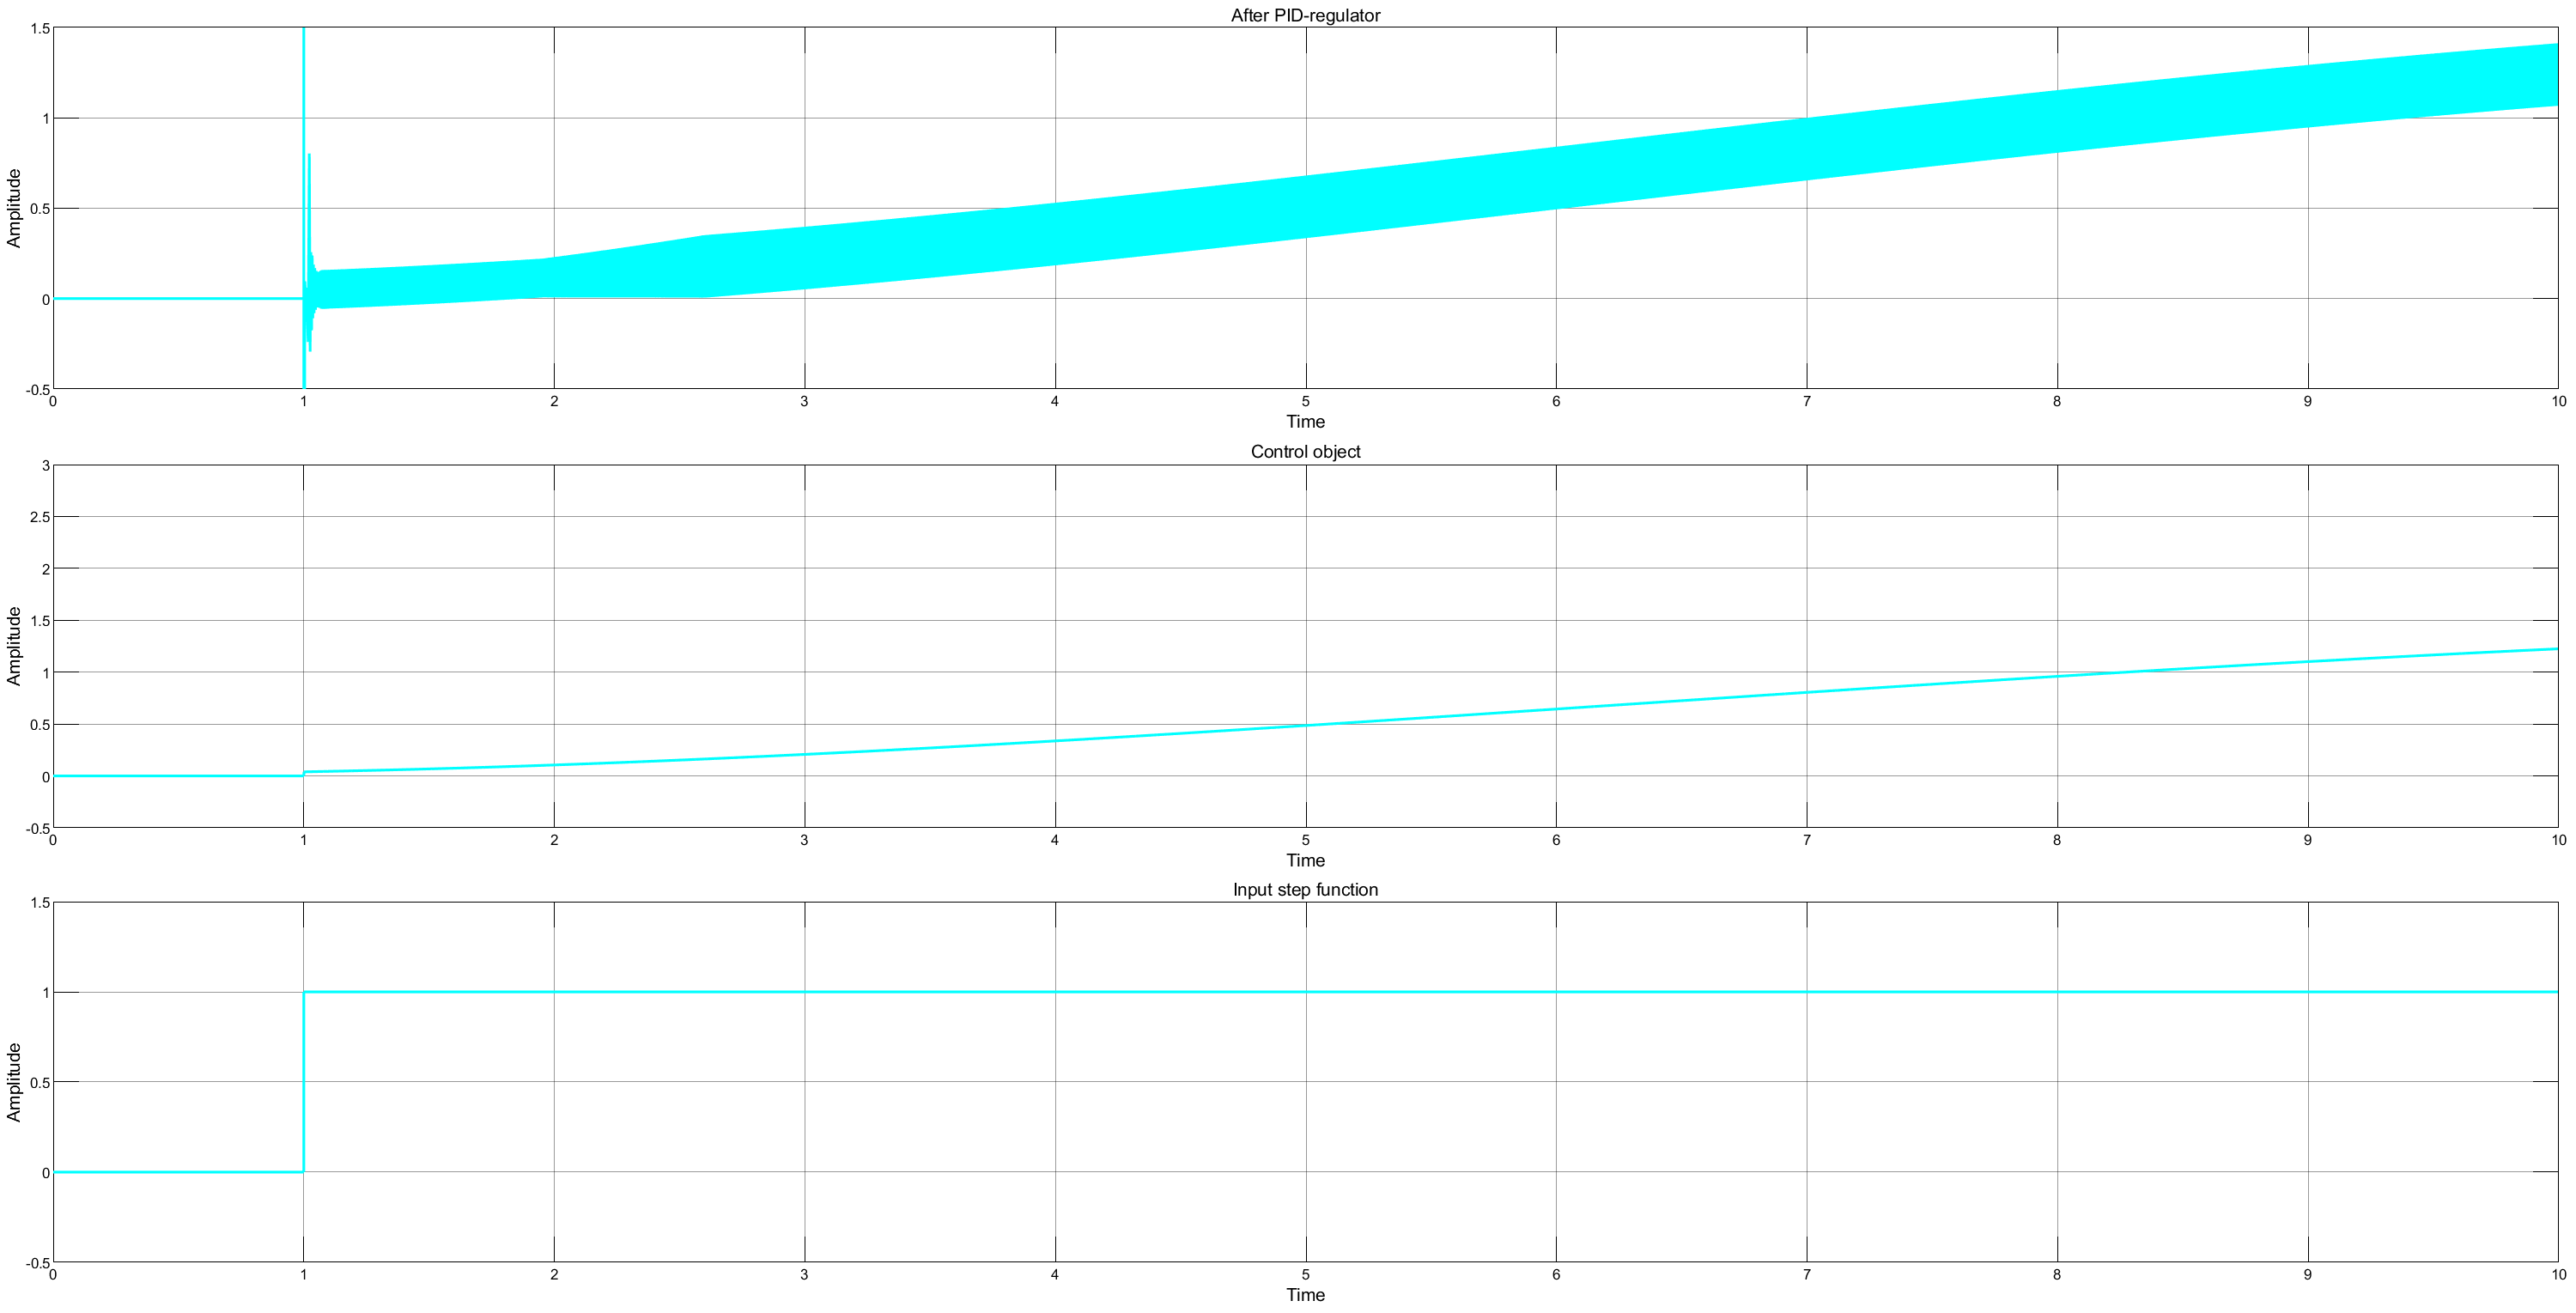 After PID-regulator
1.5
1
0.5
0
-0.5
Amplitude
0 1 2 3 4 5 6 7 8 9 10
Time
Control object
3
2.5
2
1.5
1
0.5
0
-0.5
Amplitude
0 1 2 3 4 5 6 7 8 9 10
Time
Input step function
1.5
1
0.5
0
-0.5
Amplitude
0 1 2 3 4 5 6 7 8 9 10
Time